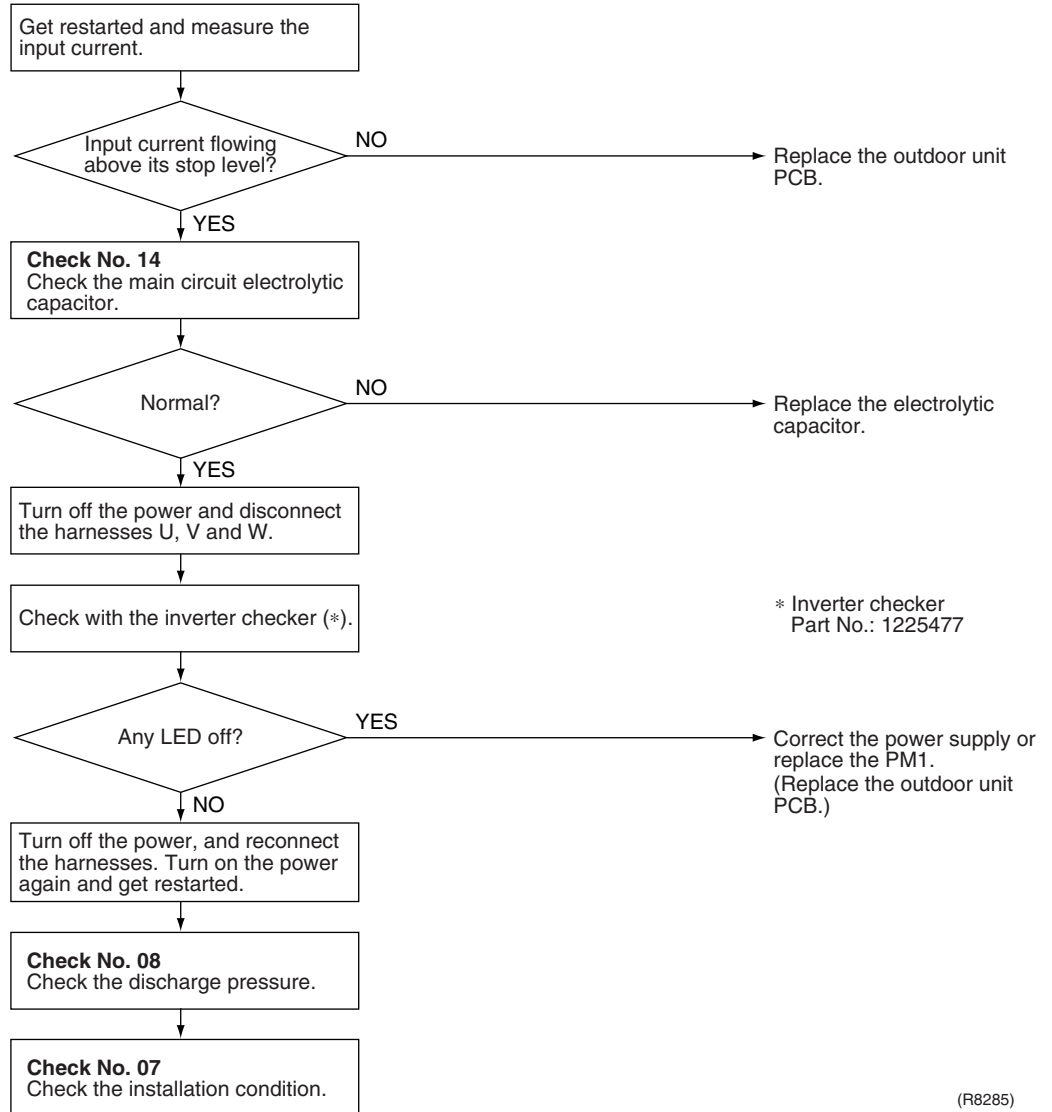 Get restarted and measure the
input current.
Input current flowing
above its stop level?
NO
Replace the outdoor unit
PCB.
YES
Check No. 14
Check the main circuit electrolytic
capacitor.
Normal?
NO
Replace the electrolytic
capacitor.
YES
Turn off the power and disconnect
the harnesses U, V and W.
Check with the inverter checker (*).
* Inverter checker
Part No.: 1225477
Any LED off?
YES
Correct the power supply or
replace the PM1.
(Replace the outdoor unit
PCB.)
NO
Turn off the power, and reconnect
the harnesses. Turn on the power
again and get restarted.
Check No. 08
Check the discharge pressure.
Check No. 07
Check the installation condition.
(R8285)